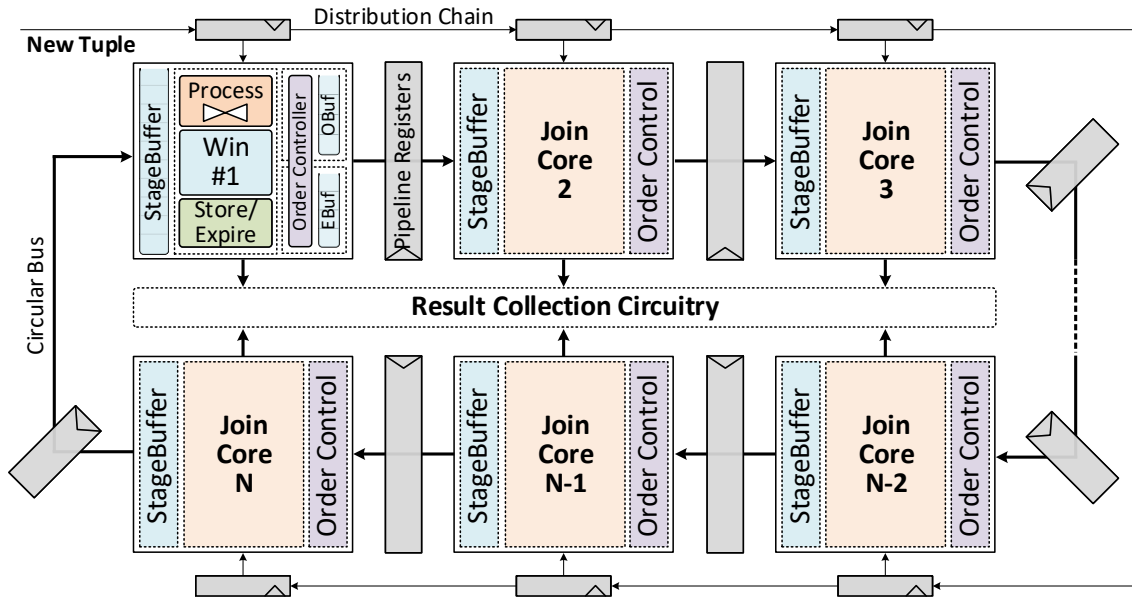 Distribution Chain
New Tuple
StageBuffer
Process
Win
#1
Store/
Expire
Order Controller
OBuf
EBuf
Pipeline Registers
StageBuffer
Join
Core
2
Order Control
StageBuffer
Join
Core
3
Order Control
Circular Bus
Result Collection Circuitry
StageBuffer
Join
Core
N
Order Control
StageBuffer
Join
Core
N-1
Order Control
StageBuffer
Join
Core
N-2
Order Control